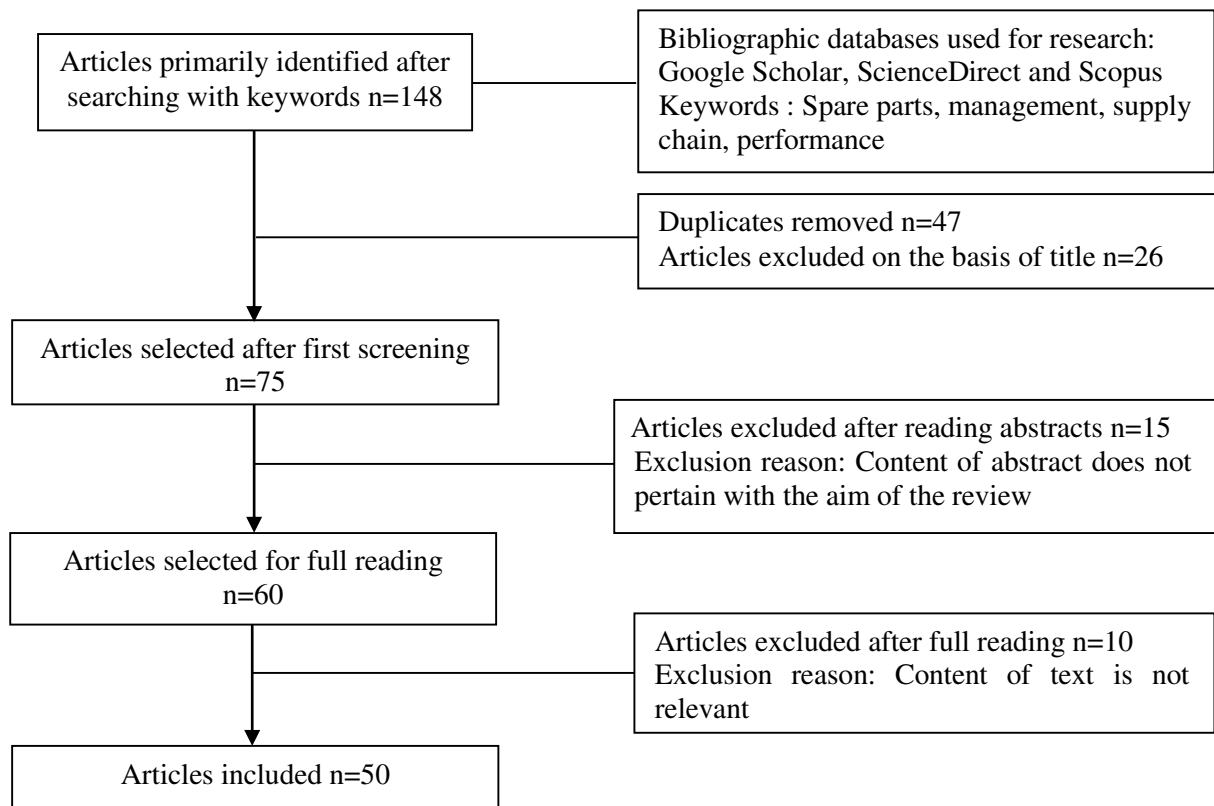 Articles primarily identified after
searching with keywords n=148
Bibliographic databases used for research:
Google Scholar, ScienceDirect and Scopus
Keywords : Spare parts, management, supply
chain, performance
Duplicates removed n=47
Articles excluded on the basis of title n=26
Articles selected after first screening
n=75
Articles excluded after reading abstracts n=15
Exclusion reason: Content of abstract does not
pertain with the aim of the review
Articles selected for full reading
n=60
Articles excluded after full reading n=10
Exclusion reason: Content of text is not
relevant
Articles included n=50